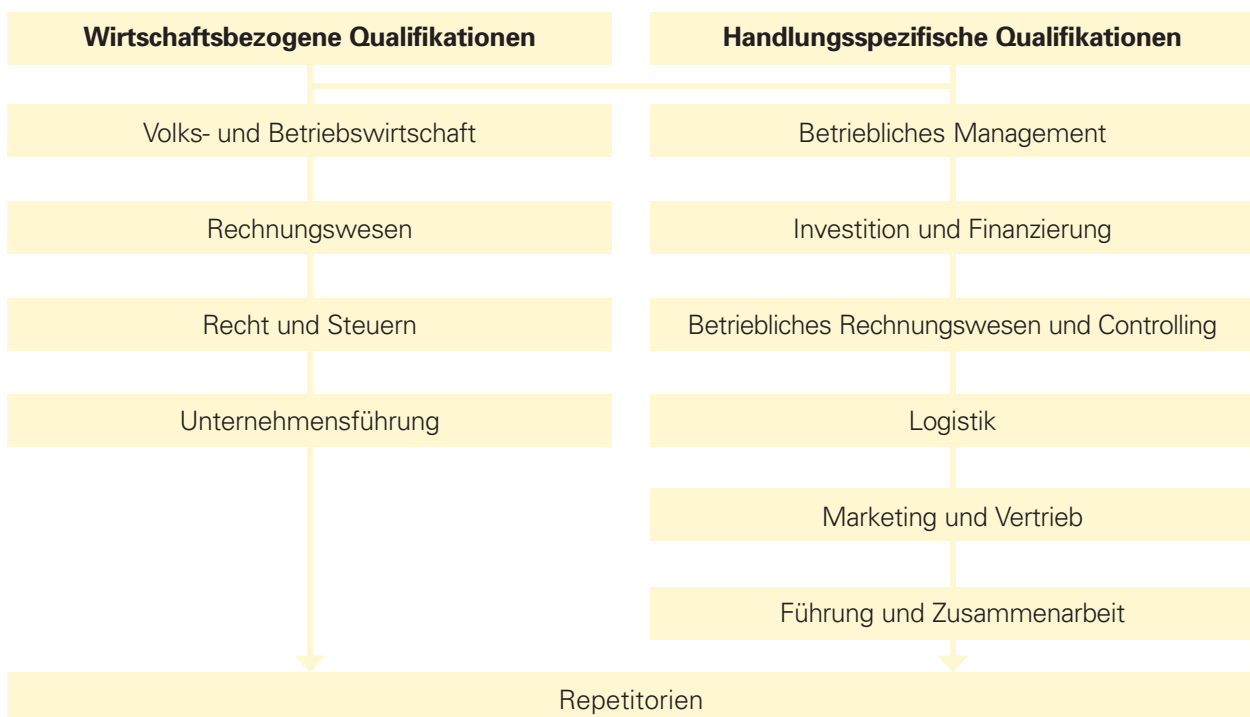 Wirtschaftsbezogene Qualifikationen
Volks- und Betriebswirtschaft
Rechnungswesen
Recht und Steuern
Unternehmensführung
Handlungsspezifische Qualifikationen
Betriebliches Management
Investition und Finanzierung
Betriebliches Rechnungswesen und Controlling
Logistik
Marketing und Vertrieb
Führung und Zusammenarbeit
Repetitorien